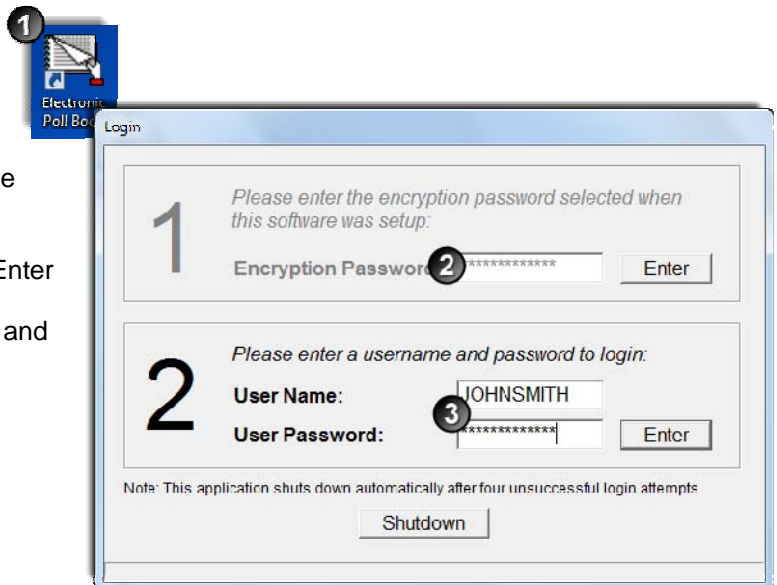 1
Electronic
Poll Boo
Login
e
Enter
and
1
Please enter the encryption password selected when
this software was setup:
Encryption Password 2 ************* Enter
2
Please enter a username and password to login:
User Name: JOHNSMITH
3
User Password: ************* Enter
Note: This application shuts down automatically after four unsuccessful login attempts
Shutdown